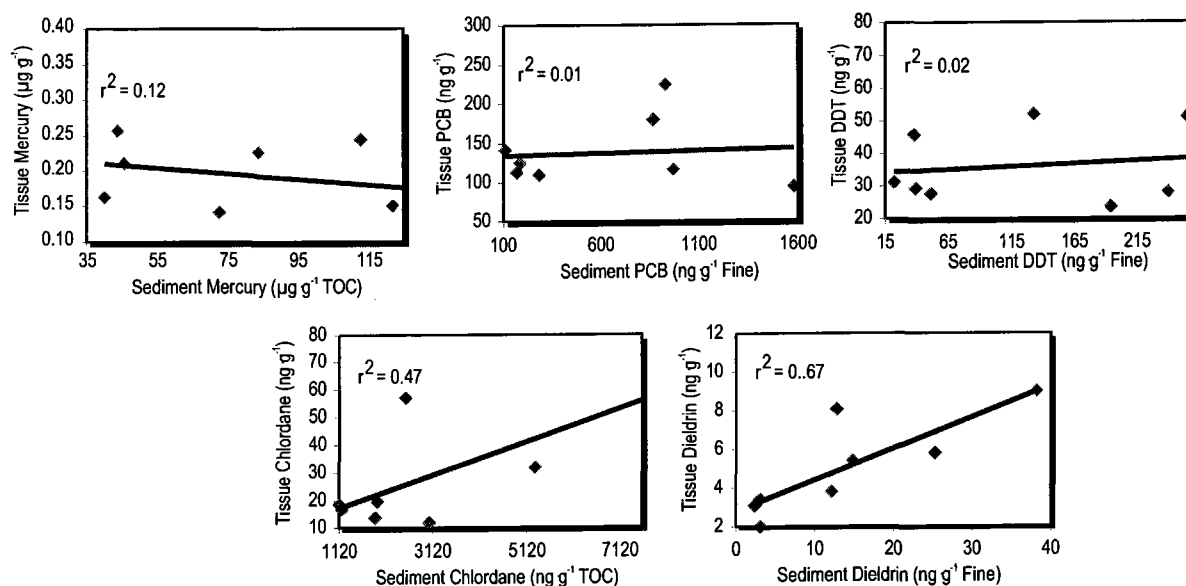 0.40
0.35
0.30
0.25
0.20
0.15
0.10
Tissue Mercury (µg g⁻¹)
r² = 0.12
35 55 75 95 115
Sediment Mercury (µg g⁻¹ TOC)
300
250
200
150
100
50
Tissue PCB (ng g⁻¹)
r² = 0.01
100 600 1100 1600
Sediment PCB (ng g⁻¹ Fine)
80
70
60
50
40
30
20
Tissue DDT (ng g⁻¹)
r² = 0.02
15 65 115 165 215
Sediment DDT (ng g⁻¹ Fine)
80
70
60
50
40
30
20
10
Tissue Chlordane (ng g⁻¹)
r² = 0.47
1120 3120 5120 7120
Sediment Chlordane (ng g⁻¹ TOC)
12
10
8
6
4
2
Tissue Dieldrin (ng g⁻¹)
r² = 0..67
0 10 20 30 40
Sediment Dieldrin (ng g⁻¹ Fine)